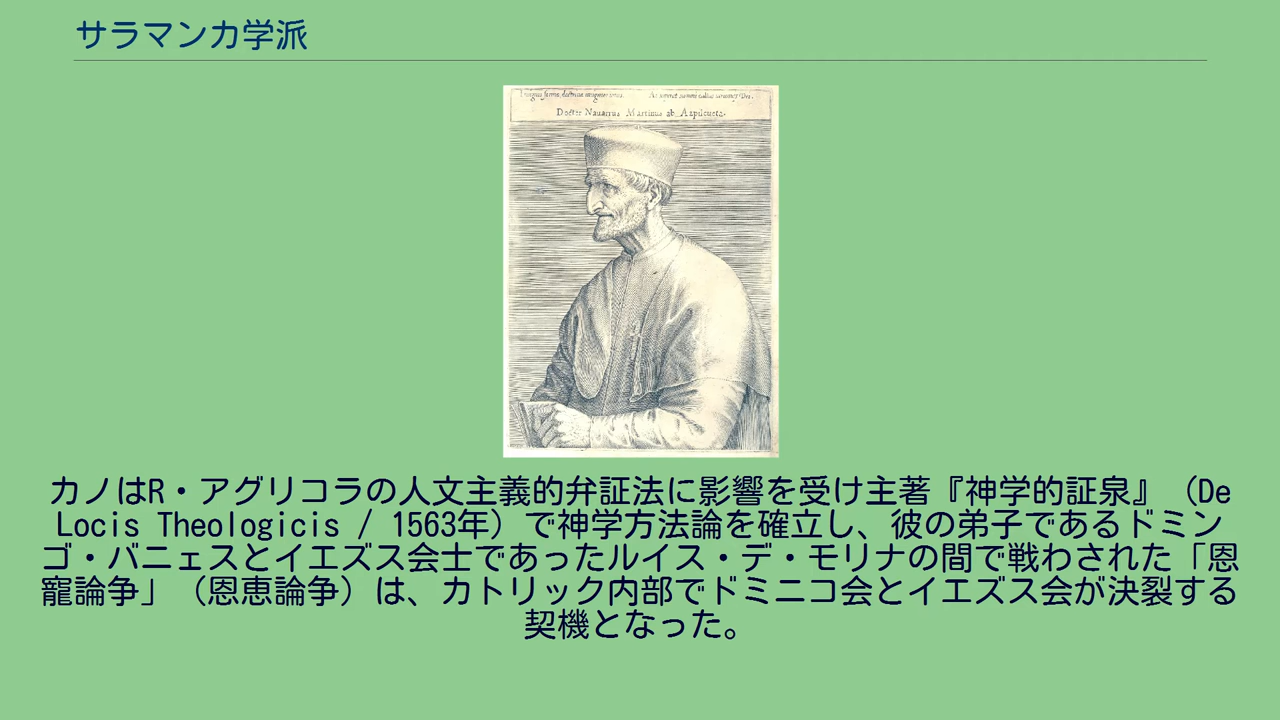 サラマンカ学派
Doctor Nauarrus Martinus ab Azpilcueta.
カノはR・アグリコラの人文主義的弁証法に影響を受け主著『神学的証泉』（De
Locis Theologicis / 1563年）で神学方法論を確立し、彼の弟子であるドミン
ゴ・バニェスとイエズス会士であったルイス・デ・モリナの間で戦わされた「恩
寵論争」（恩恵論争）は、カトリック内部でドミニコ会とイエズス会が決裂する
契機となった。